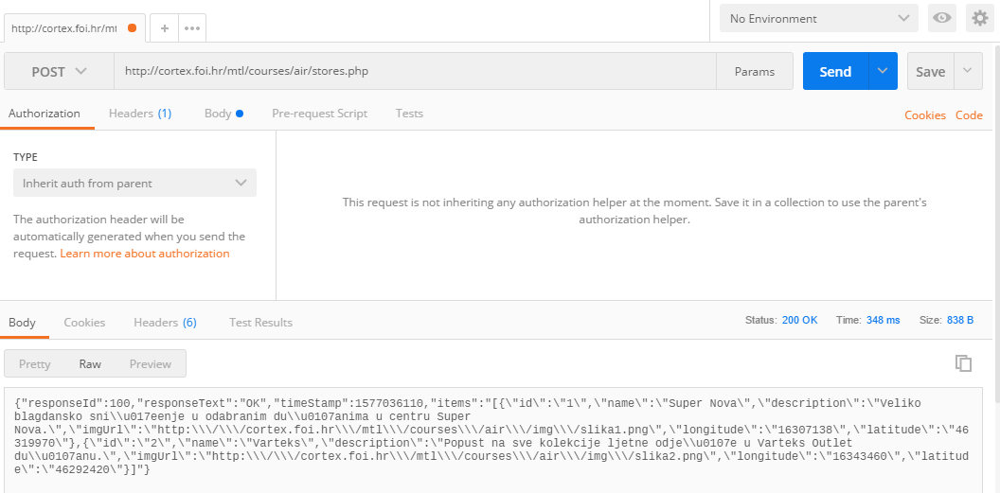 http://cortex.foi.hr/mt
+
•••
No Environment
POST
http://cortex.foi.hr/mtl/courses/air/stores.php
Params
Send
Save
Authorization
Headers (1)
Body
Pre-request Script
Tests
Cookies
Code
TYPE
Inherit auth from parent
The authorization header will be
automatically generated when you send the
request. Learn more about authorization
This request is not inheriting any authorization helper at the moment. Save it in a collection to use the parent's
authorization helper.
Body
Cookies
Headers (6)
Test Results
Status: 200 OK
Time: 348 ms
Size: 838 B
Pretty
Raw
Preview
{"responseId":100,"responseText":"OK","timeStamp":1577036110,"items":"[{\"id\":\"1\",\"name\":\"Super Nova\",\"description\":\"Veliko
blagdansko sni\\u017eenje u odabranim du\\u0107anima u centru Super
Nova.\",\"imgUrl\":\"http:\\\/\\\/cortex.foi.hr\\\/mtl\\\/courses\\\/air\\\/img\\\/slika1.png\",\"longitude\":\"16307138\",\"latitude\":\"46
319970\"},{\"id\":\"2\",\"name\":\"Varteks\",\"description\":\"Popust na sve kolekcije ljetne odje\\u0107e u Varteks Outlet
du\\u0107anu.\",\"imgUrl\":\"http:\\\/\\\/cortex.foi.hr\\\/mtl\\\/courses\\\/air\\\/img\\\/slika2.png\",\"longitude\":\"16343460\",\"latitud
e\":\"46292420\"}]"}